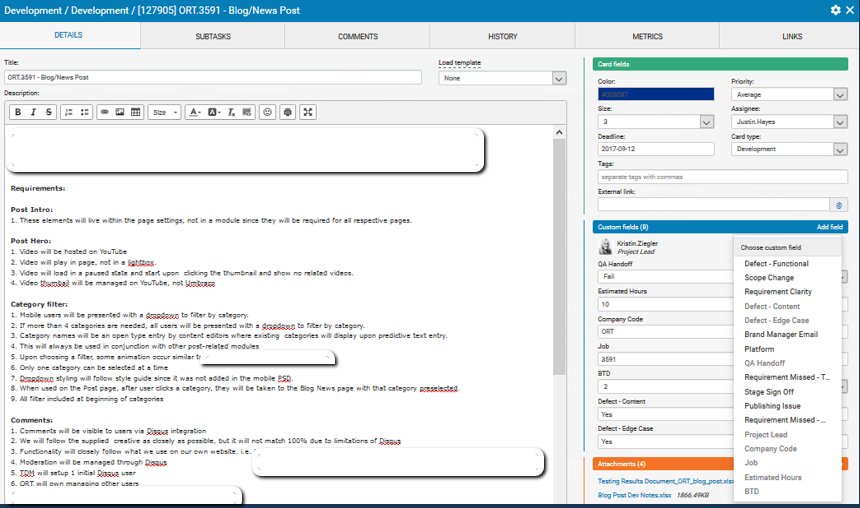 Development / Development / [127905] ORT.3591 - Blog/News Post
DETAILS
SUBTASKS
COMMENTS
HISTORY
METRICS
LINKS
Title:
ORT.3591 - Blog/News Post
Load template
None
Description:
B I S
Size
A
A
Requirements:
Post Intro:
1. These elements will live within the page settings, not in a module since they will be required for all respective pages.
Post Hero:
1. Video will be hosted on YouTube
2. Video will play in page, not in a lightbox.
3. Video will load in a paused state and start upon clicking the thumbnail and show no related videos.
4. Video thumbail will be managed on YouTube, not Umbraco
Category filter:
1. Mobile users will be presented with a dropdown to filter by category.
2. If more than 4 categories are needed, all users will be presented with a dropdown to filter by category.
3. Category names will be an open type entry by content editors where existing categories will display upon predictive text entry.
4. This will always be used in conjunction with other post-related modules
5. Upon choosing a filter, some animation occur similar t
6. Only one category can be selected at a time
7. Dropdown styling will follow style guide since it was not added in the mobile PSD.
8. When used on the Post page, after user clicks a category, they will be taken to the Blog News page with that category preselected.
9. All filter included at beginning of categories
Comments:
1. Comments will be visible to users via Disqus integration
2. We will follow the supplied creative as closely as possible, but it will not match 100% due to limitations of Disqus
3. Functionality will closely follow what we use on our own website. i.e.
4. Moderation will be managed through Disqus
5. TDM will setup 1 initial Disqus user
6. ORT will own managing other users
Card fields
Color:
#003087
Priority:
Average
Size:
3
Assignee:
Justin.Hayes
Deadline:
2017-09-12
Card type:
Development
Tags:
separate tags with commas
External link:
Custom fields (9)
Add field
Kristin.Ziegler
Project Lead
QA Handoff
Fail
Estimated Hours
10
Company Code
ORT
Job
3591
BTD
2
Defect - Content
Yes
Defect - Edge Case
Yes
Choose custom field
Defect - Functional
Scope Change
Requirement Clarity
Defect - Content
Defect - Edge Case
Brand Manager Email
Platform
QA Handoff
Requirement Missed - T...
Stage Sign Off
Publishing Issue
Requirement Missed - ...
Project Lead
Company Code
Job
Estimated Hours
BTD
Attachments (4)
Testing Results Document_ORT_blog_post.xlsx
Blog Post Dev Notes.xlsx 1866.49KB